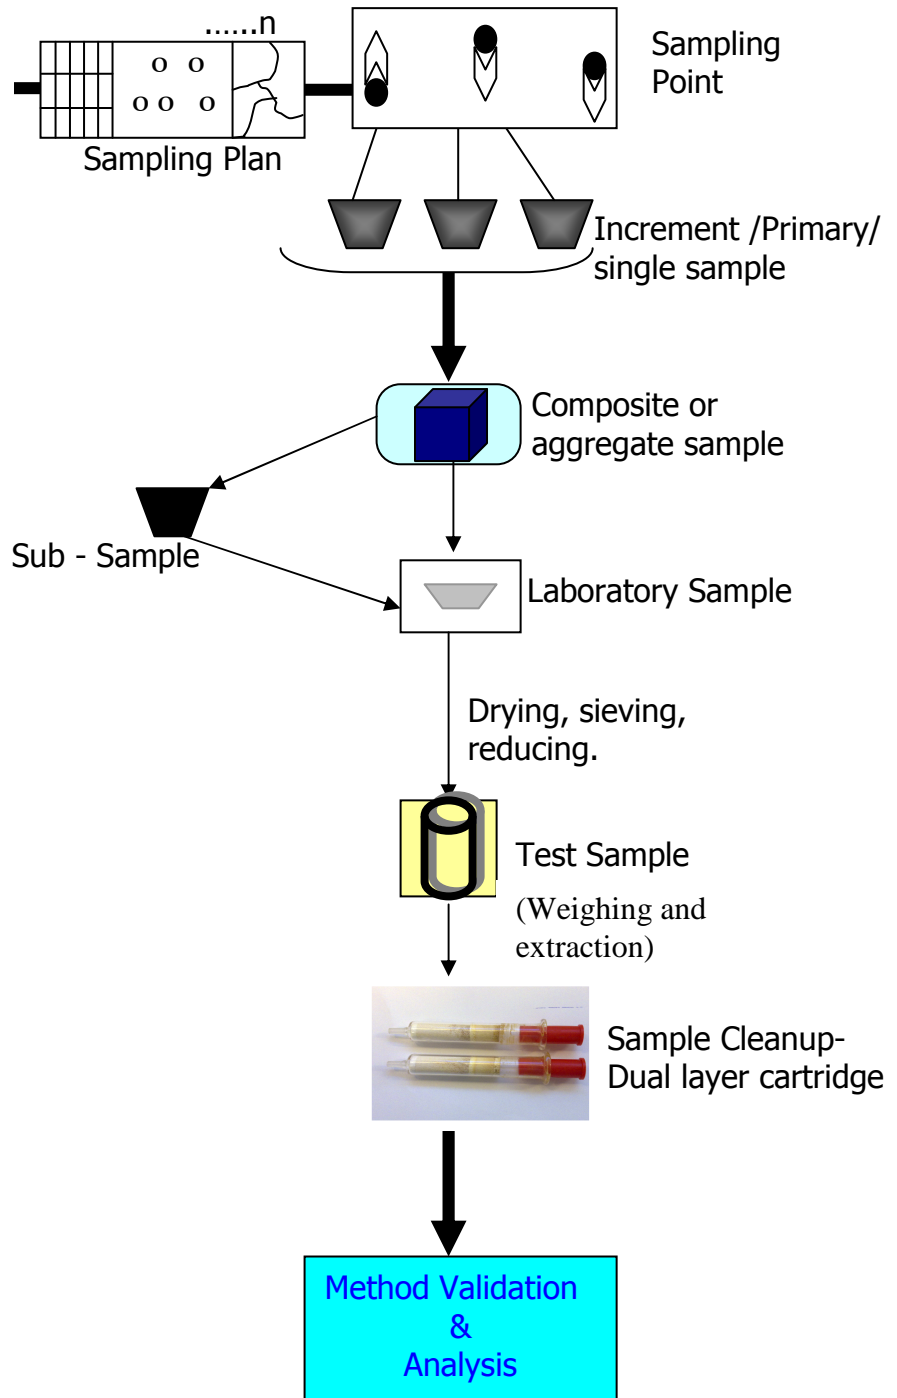 ......n
Sampling
Point
O O
O O O
Sampling Plan
Increment /Primary/
single sample
Composite or
aggregate sample
Sub - Sample
Laboratory Sample
Drying, sieving,
reducing.
Test Sample
(Weighing and
extraction)
Sample Cleanup-
Dual layer cartridge
Method Validation
&
Analysis